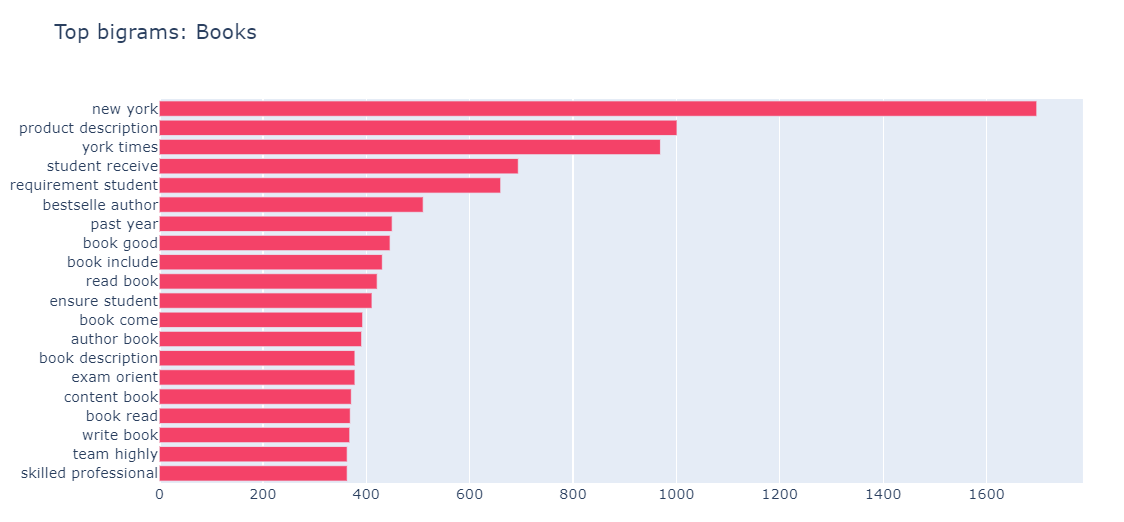 Top bigrams: Books
new york
product description
york times
student receive
requirement student
bestselle author
past year
book good
book include
read book
ensure student
book come
author book
book description
exam orient
content book
book read
write book
team highly
skilled professional
0 200 400 600 800 1000 1200 1400 1600